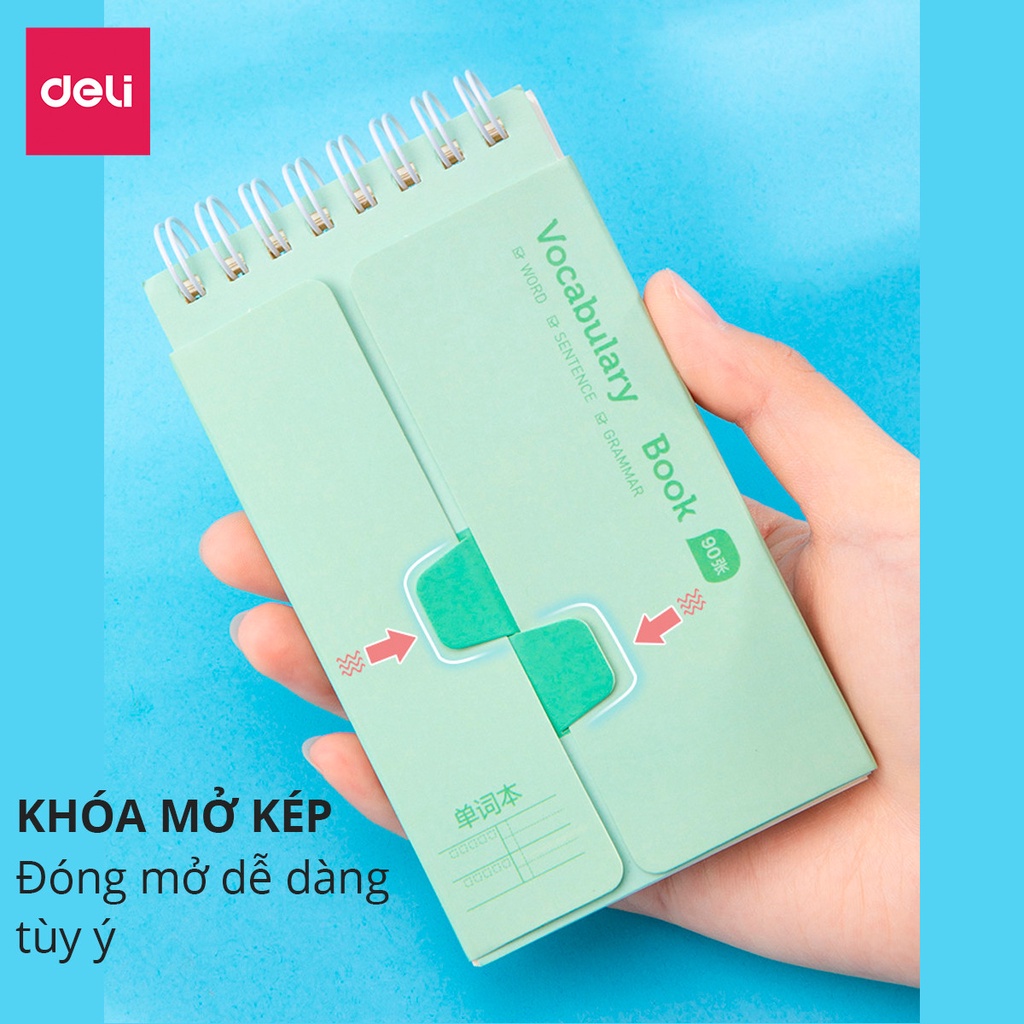 deli
Vocabulary Book
WORD SENTENCE GRAMMAR
90张
单词本
KHÓA MỞ KÉP
Đóng mở dễ dàng
tùy ý